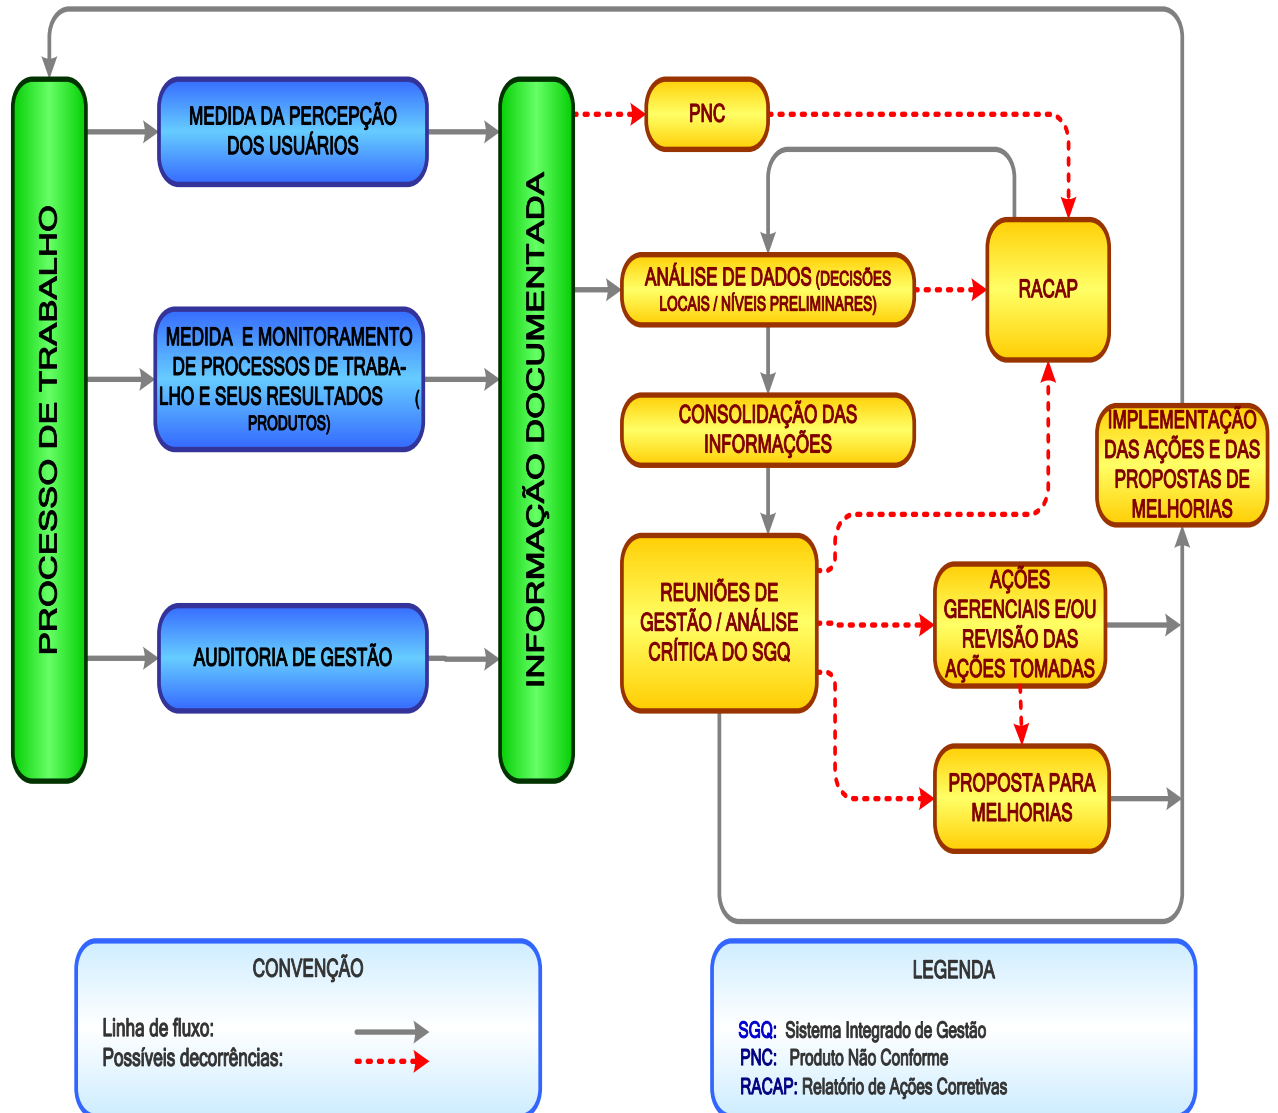 PROCESSO DE TRABALHO
MEDIDA DA PERCEPÇÃO
DOS USUÁRIOS
MEDIDA E MONITORAMENTO
DE PROCESSOS DE TRABA-
LHO E SEUS RESULTADOS (
PRODUTOS)
AUDITORIA DE GESTÃO
INFORMAÇÃO DOCUMENTADA
PNC
ANÁLISE DE DADOS (DECISÕES
LOCAIS / NÍVEIS PRELIMINARES)
RACAP
CONSOLIDAÇÃO DAS
INFORMAÇÕES
IMPLEMENTAÇÃO
DAS AÇÕES E DAS
PROPOSTAS DE
MELHORIAS
REUNIÕES DE
GESTÃO / ANÁLISE
CRÍTICA DO SGQ
AÇÕES
GERENCIAIS E/OU
REVISÃO DAS
AÇÕES TOMADAS
PROPOSTA PARA
MELHORIAS
CONVENÇÃO
Linha de fluxo:
Possíveis decorrências:
LEGENDA
SGQ: Sistema Integrado de Gestão
PNC: Produto Não Conforme
RACAP: Relatório de Ações Corretivas